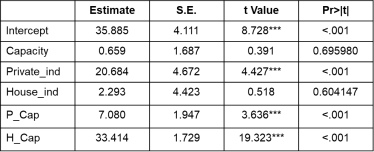 Estimate S.E. t Value Pr>|t|
Intercept 35.885 4.111 8.728*** <.001
Capacity 0.659 1.687 0.391 0.695980
Private_ind 20.684 4.672 4.427*** <.001
House_ind 2.293 4.423 0.518 0.604147
P_Cap 7.080 1.947 3.636*** <.001
H_Cap 33.414 1.729 19.323*** <.001